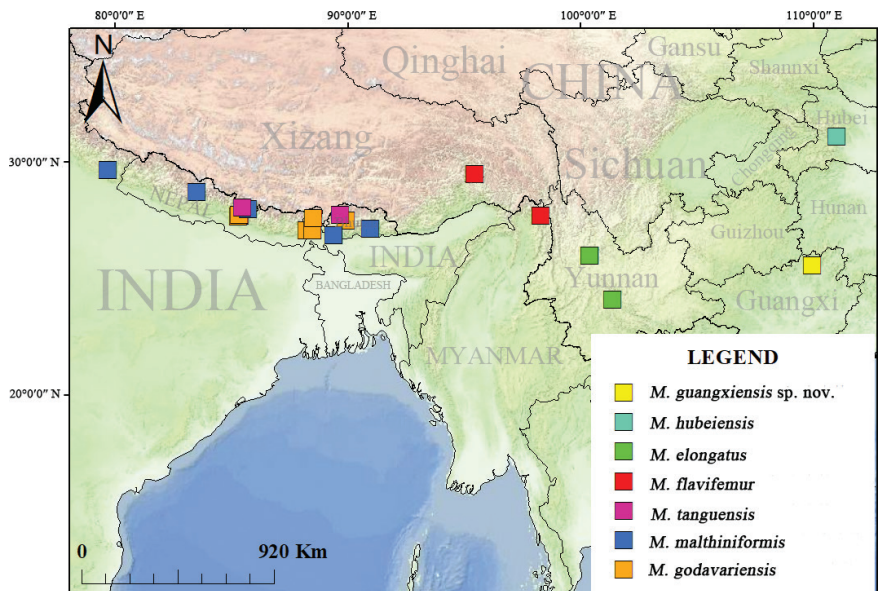 80°0'0"E 90°0'0"E 100°0'0"E 110°0'0"E
N
Gansu
Qinghai
Shannxi
CHINA
Hubei
Xizang
30°0'0"N
Sichuan
Chongqing
NEPAL
Hunan
Guizhou
INDIA
Yunnan
INDIA
BANGLADESH
Guangxi
MYANMAR
20°0'0"N
LEGEND
M. guangxiensis sp. nov.
M. hubeiensis
M. elongatus
M. flavifemur
M. tanguensis
M. malthiniformis
M. godavariensis
0 920 Km